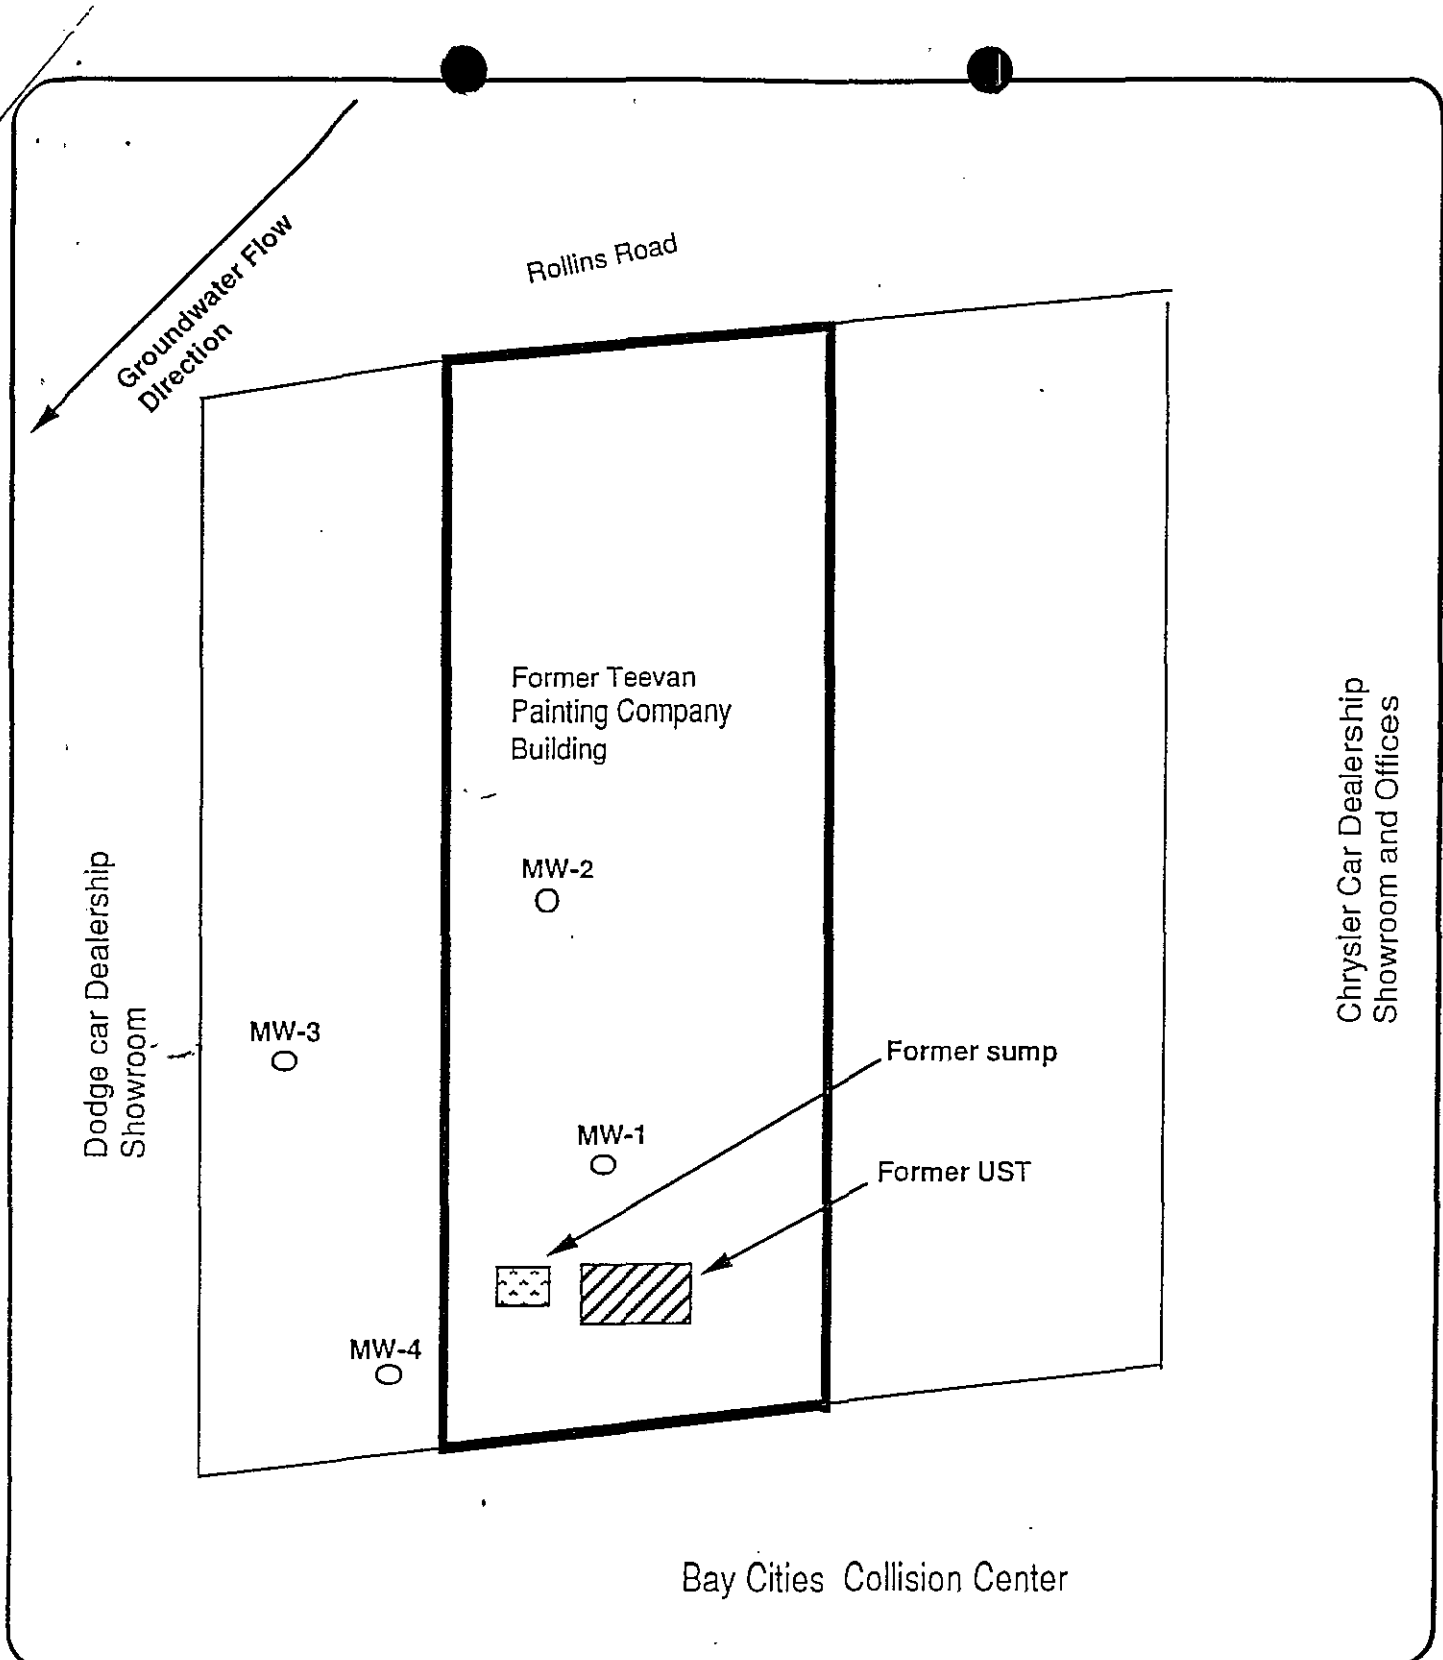 Groundwater Flow
DIrection
Rollins Road
Former Teevan
Painting Company
Building
MW-2
Dodge car Dealership
Showroom
Chrysler Car Dealership
Showroom and Offices
MW-3
Former sump
MW-1
Former UST
MW-4
Bay Cities Collision Center